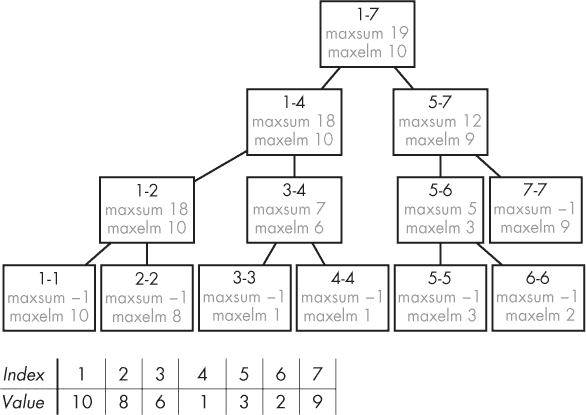 1-7
maxsum 19
maxelm 10
1-4
maxsum 18
maxelm 10
5-7
maxsum 12
maxelm 9
1-2
maxsum 18
maxelm 10
3-4
maxsum 7
maxelm 6
5-6
maxsum 5
maxelm 3
7-7
maxsum –1
maxelm 9
1-1
maxsum –1
maxelm 10
2-2
maxsum –1
maxelm 8
3-3
maxsum –1
maxelm 1
4-4
maxsum –1
maxelm 1
5-5
maxsum –1
maxelm 3
6-6
maxsum –1
maxelm 2
Index 1 2 3 4 5 6 7
Value 10 8 6 1 3 2 9